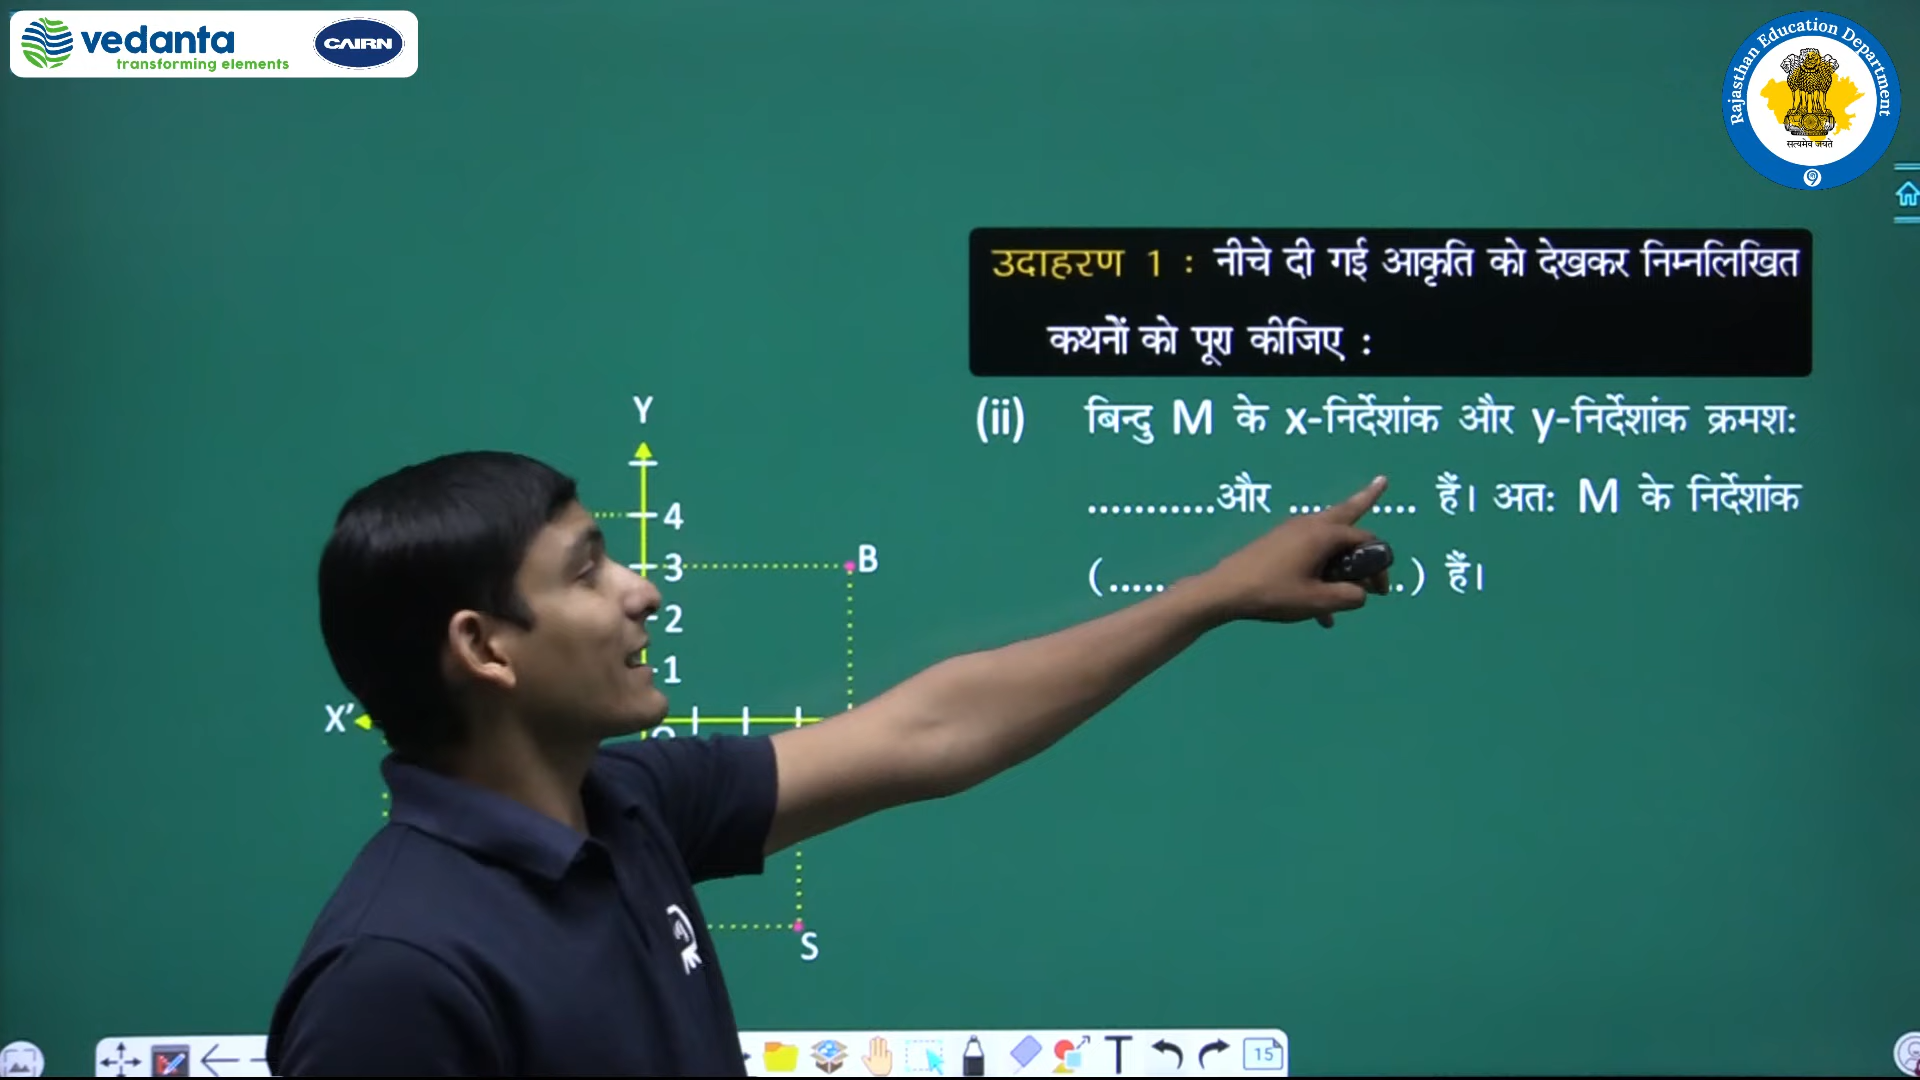 vedanta
transforming elements
CAIRN
Rajasthan Education Department
सत्यमेव जयते
उदाहरण 1 : नीचे दी गई आकृति को देखकर निम्नलिखित
कथनों को पूरा कीजिए :
(ii) बिन्दु M के x-निर्देशांक और y-निर्देशांक क्रमशः
...........और ........... हैं। अतः M के निर्देशांक
(..... ..) हैं।
Y
4
3
B
2
1
X′
S
T
15